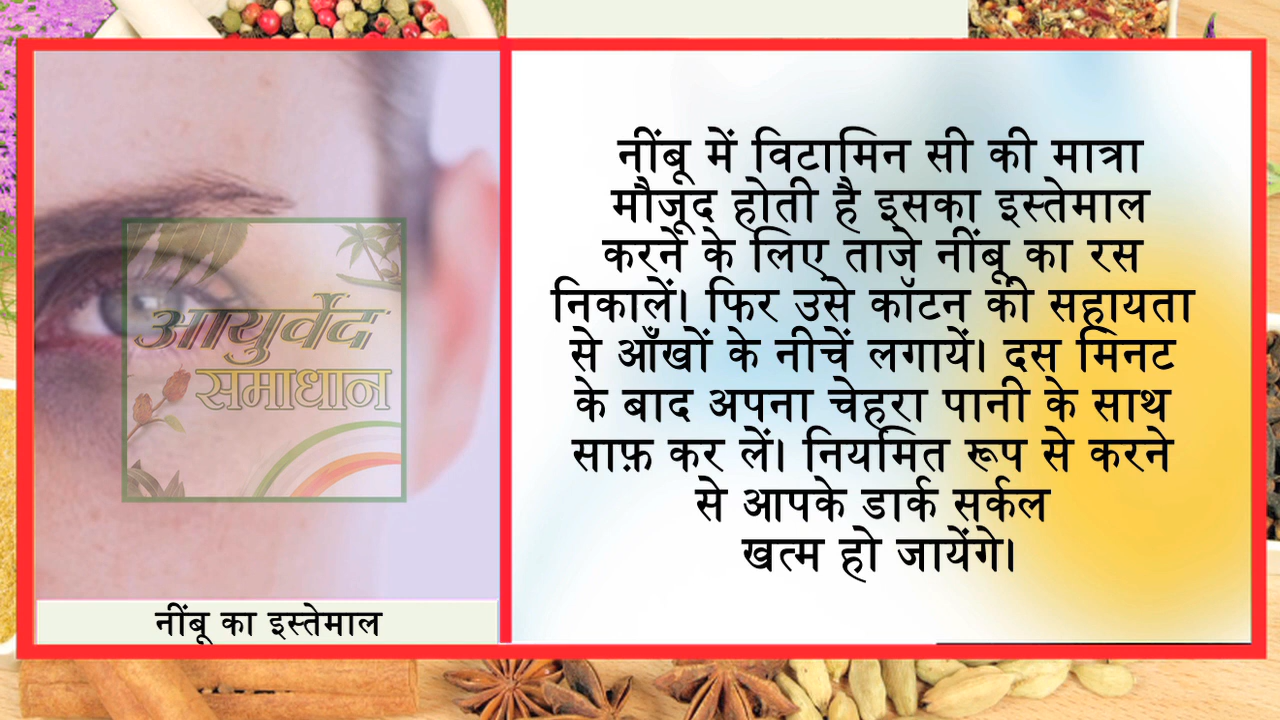 आयुर्वेद
समाधान
नींबू का इस्तेमाल
नींबू में विटामिन सी की मात्रा
मौजूद होती है इसका इस्तेमाल
करने के लिए ताजे नींबू का रस
निकालें। फिर उसे कॉटन की सहायता
से आँखों के नीचें लगायें। दस मिनट
के बाद अपना चेहरा पानी के साथ
साफ़ कर लें। नियमित रूप से करने
से आपके डार्क सर्कल
खत्म हो जायेंगे।